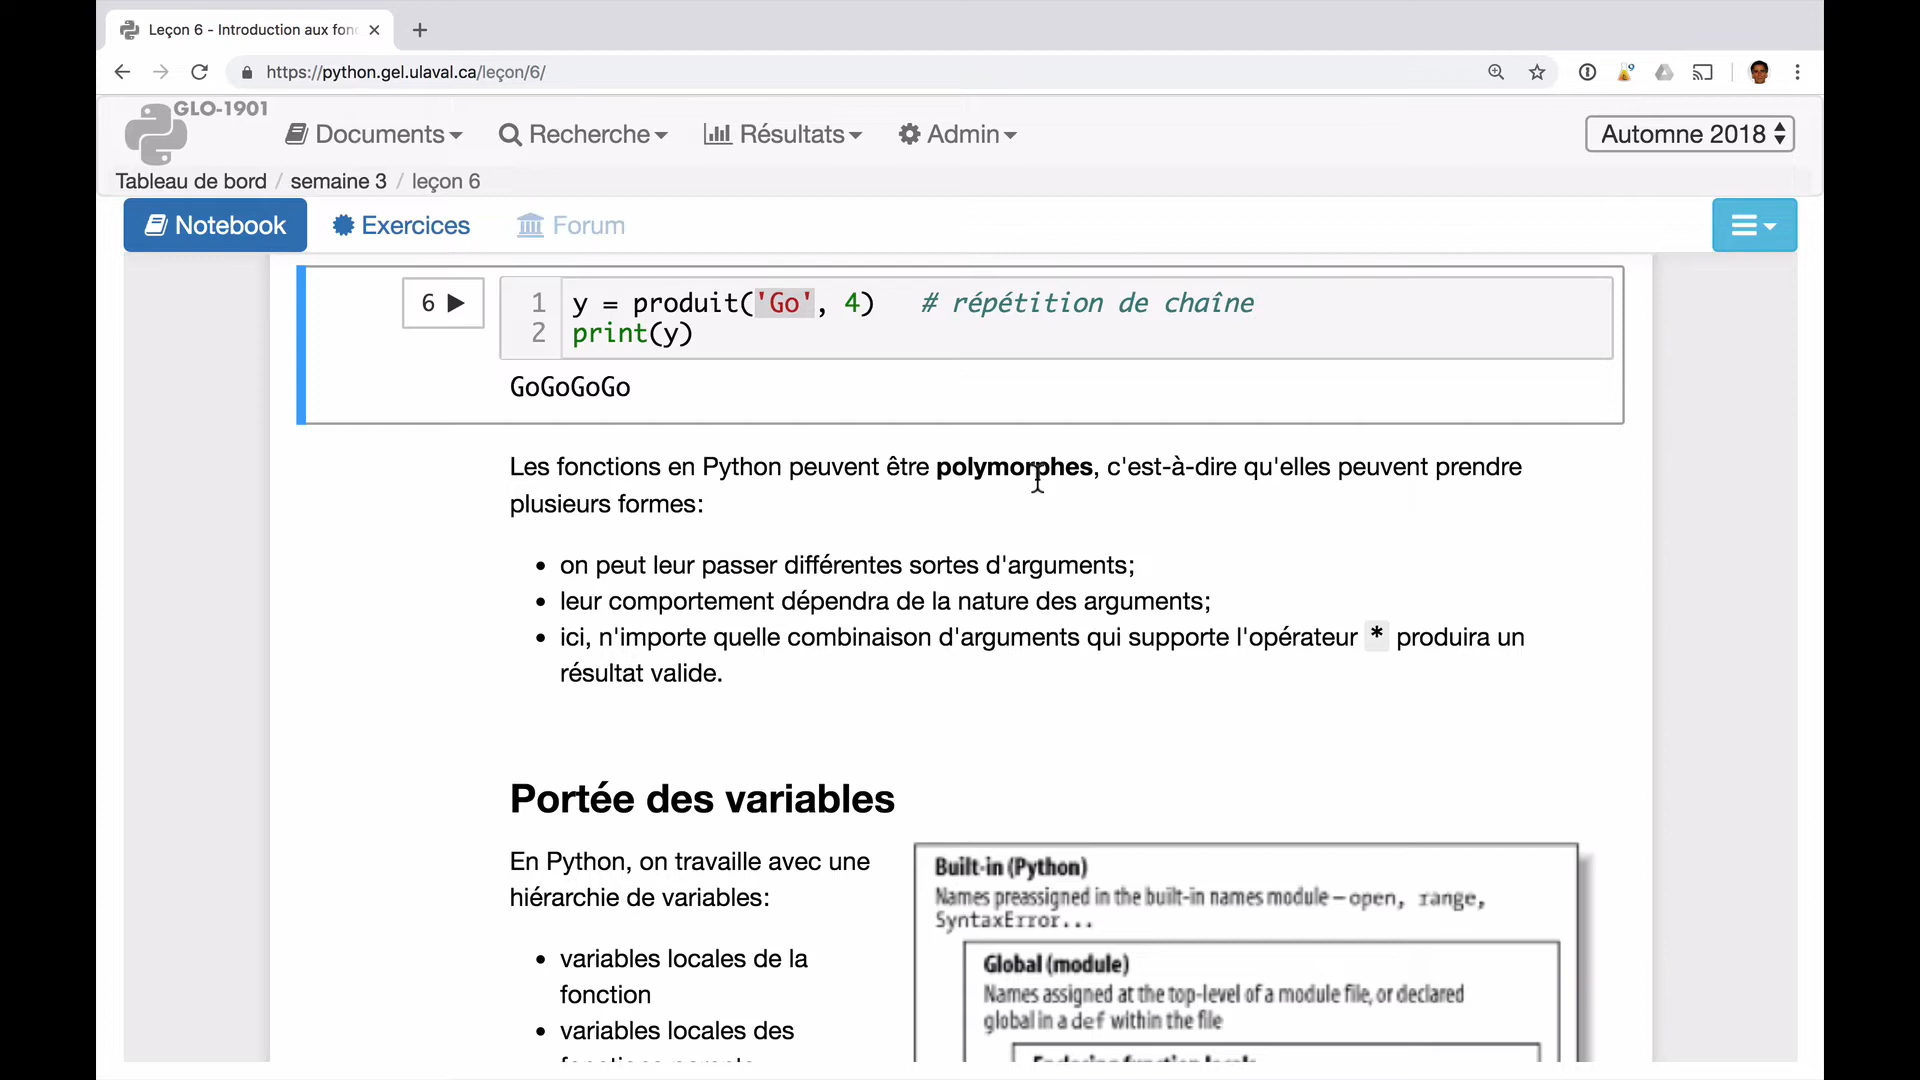 Leçon 6 - Introduction aux fon
https://python.gel.ulaval.ca/leçon/6/
GLO-1901
Documents
Recherche
Résultats
Admin
Automne 2018
Tableau de bord / semaine 3 / leçon 6
Notebook
Exercices
Forum
6
1 y = produit('Go', 4) # répétition de chaîne
2 print(y)
GoGoGoGo
Les fonctions en Python peuvent être polymorphes, c'est-à-dire qu'elles peuvent prendre
plusieurs formes:
• on peut leur passer différentes sortes d'arguments;
• leur comportement dépendra de la nature des arguments;
• ici, n'importe quelle combinaison d'arguments qui supporte l'opérateur * produira un
résultat valide.
Portée des variables
En Python, on travaille avec une
hiérarchie de variables:
• variables locales de la
fonction
• variables locales des
Built-in (Python)
Names preassigned in the built-in names module – open, range,
SyntaxError...
Global (module)
Names assigned at the top-level of a module file, or declared
global in a def within the file